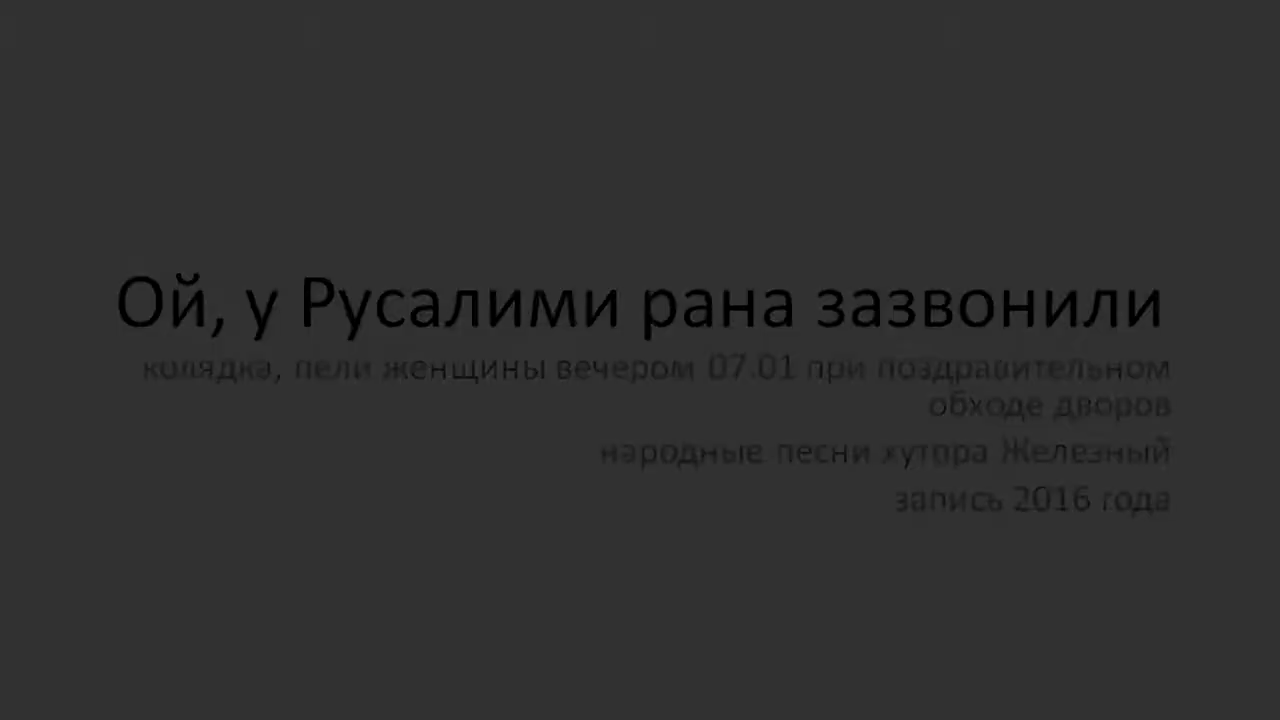 Ой, у Русалими рана зазвонили
колядка, пели женщины вечером 07.01 при поздравительном
обходе дворов
народные песни хутора Железный
запись 2016 года